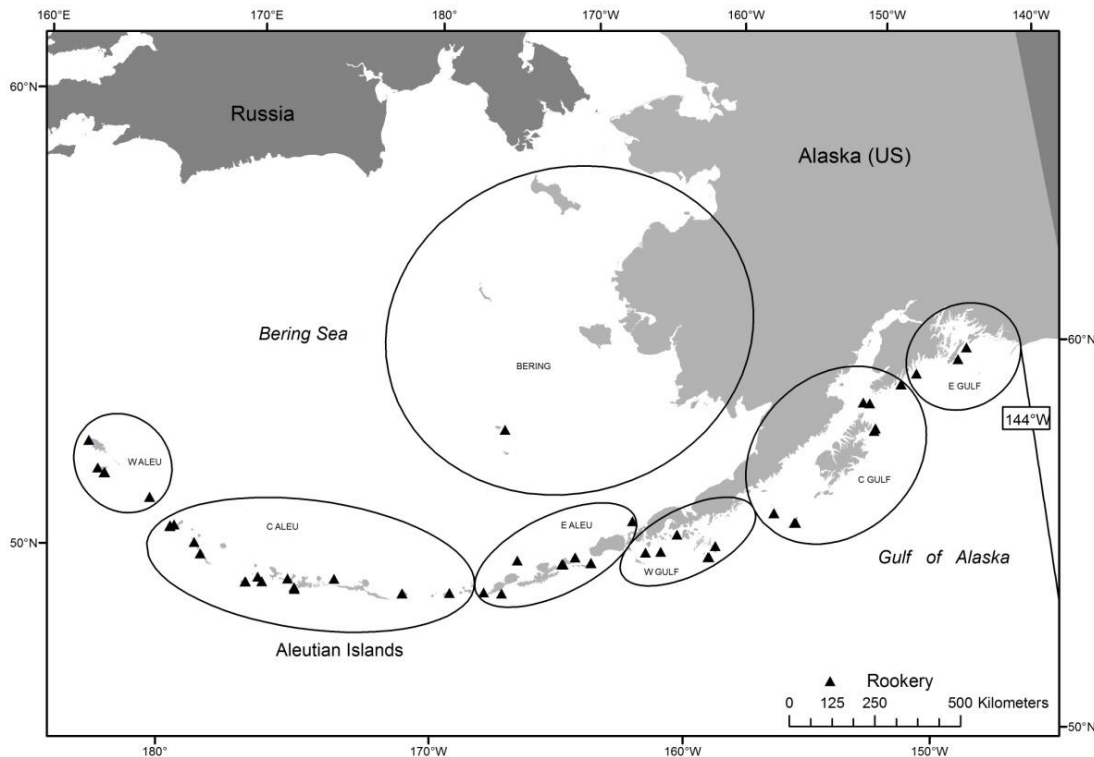 160°E 170°E 180° 170°W 160°W 150°W 140°W
60°N
Russia
Alaska (US)
Bering Sea
60°N
BERING
E GULF
144°W
W ALEU
C GULF
C ALEU
E ALEU
50°N
Gulf of Alaska
W GULF
Aleutian Islands
Rookery
0 125 250 500 Kilometers
50°N
180° 170°W 160°W 150°W